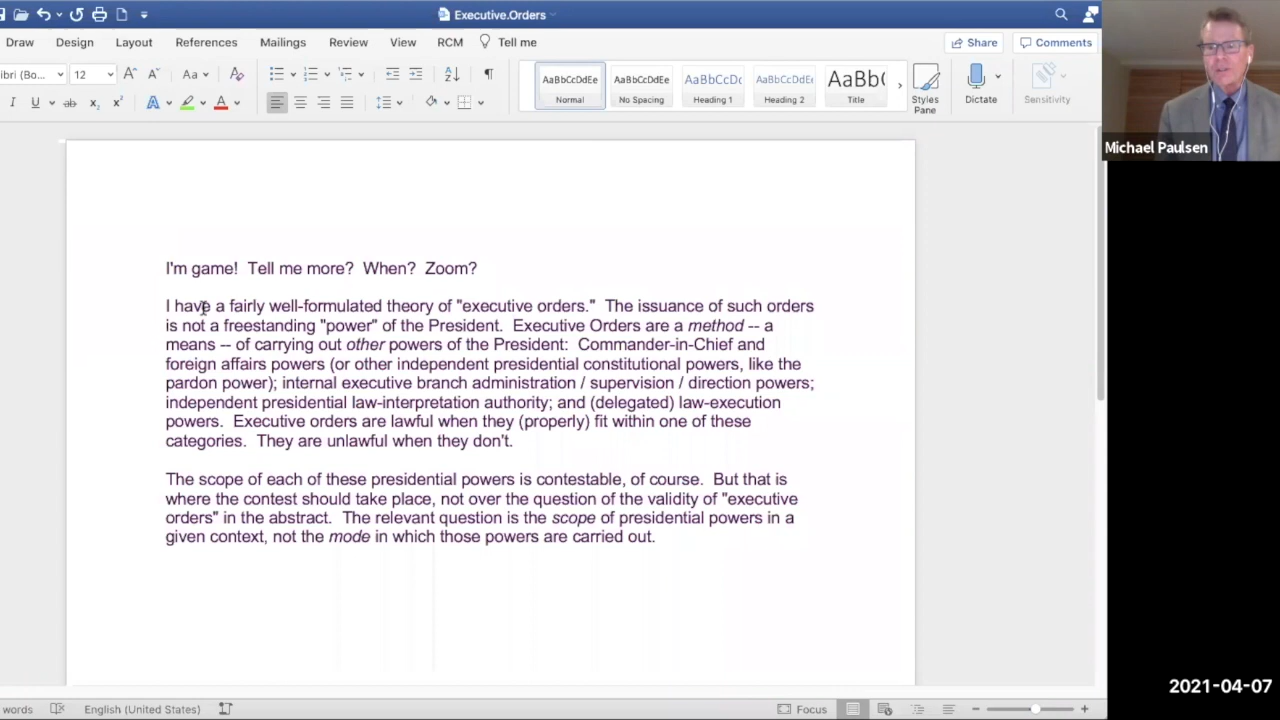 Executive.Orders
Draw Design Layout References Mailings Review View RCM Tell me Share Comments
ibri (Bo... 12 Aa AaBbCcDdEe AaBbCcDdEe AaBbCcDc AaBbCcDdEe AaBb(
Normal No Spacing Heading 1 Heading 2 Title Styles Pane Dictate Sensitivity
Michael Paulsen
I'm game! Tell me more? When? Zoom?
I have a fairly well-formulated theory of "executive orders." The issuance of such orders
is not a freestanding "power" of the President. Executive Orders are a method -- a
means -- of carrying out other powers of the President: Commander-in-Chief and
foreign affairs powers (or other independent presidential constitutional powers, like the
pardon power); internal executive branch administration / supervision / direction powers;
independent presidential law-interpretation authority; and (delegated) law-execution
powers. Executive orders are lawful when they (properly) fit within one of these
categories. They are unlawful when they don't.
The scope of each of these presidential powers is contestable, of course. But that is
where the contest should take place, not over the question of the validity of "executive
orders" in the abstract. The relevant question is the scope of presidential powers in a
given context, not the mode in which those powers are carried out.
2021-04-07
words English (United States) Focus